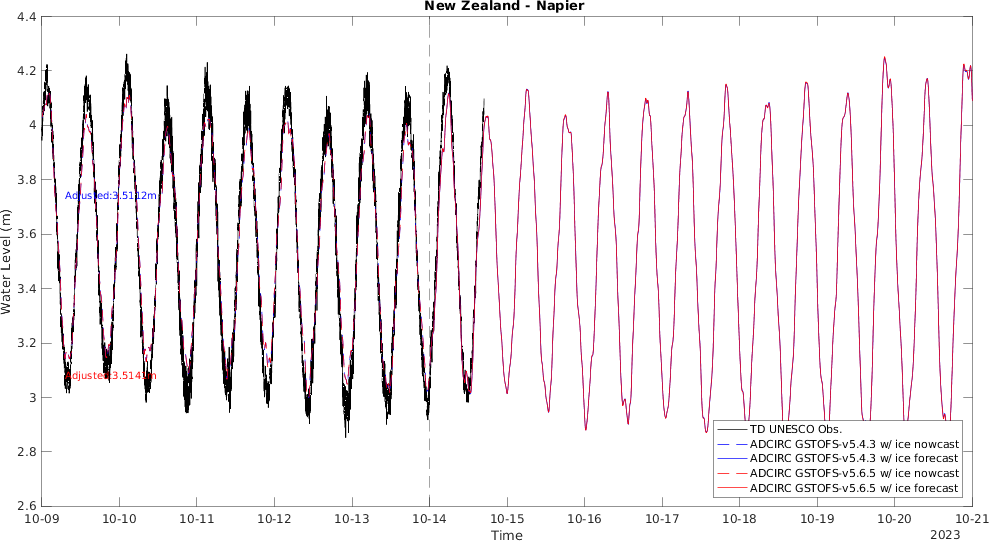 New Zealand - Napier
4.4
4.2
4
3.8
3.6
3.4
3.2
3
2.8
2.6
Water Level (m)
Adjusted:3.5112m
TD UNESCO Obs.
ADCIRC GSTOFS-v5.4.3 w/ ice nowcast
ADCIRC GSTOFS-v5.4.3 w/ ice forecast
ADCIRC GSTOFS-v5.6.5 w/ ice nowcast
ADCIRC GSTOFS-v5.6.5 w/ ice forecast
10-09 10-10 10-11 10-12 10-13 10-14 10-15 10-16 10-17 10-18 10-19 10-20 10-21
Time
2023